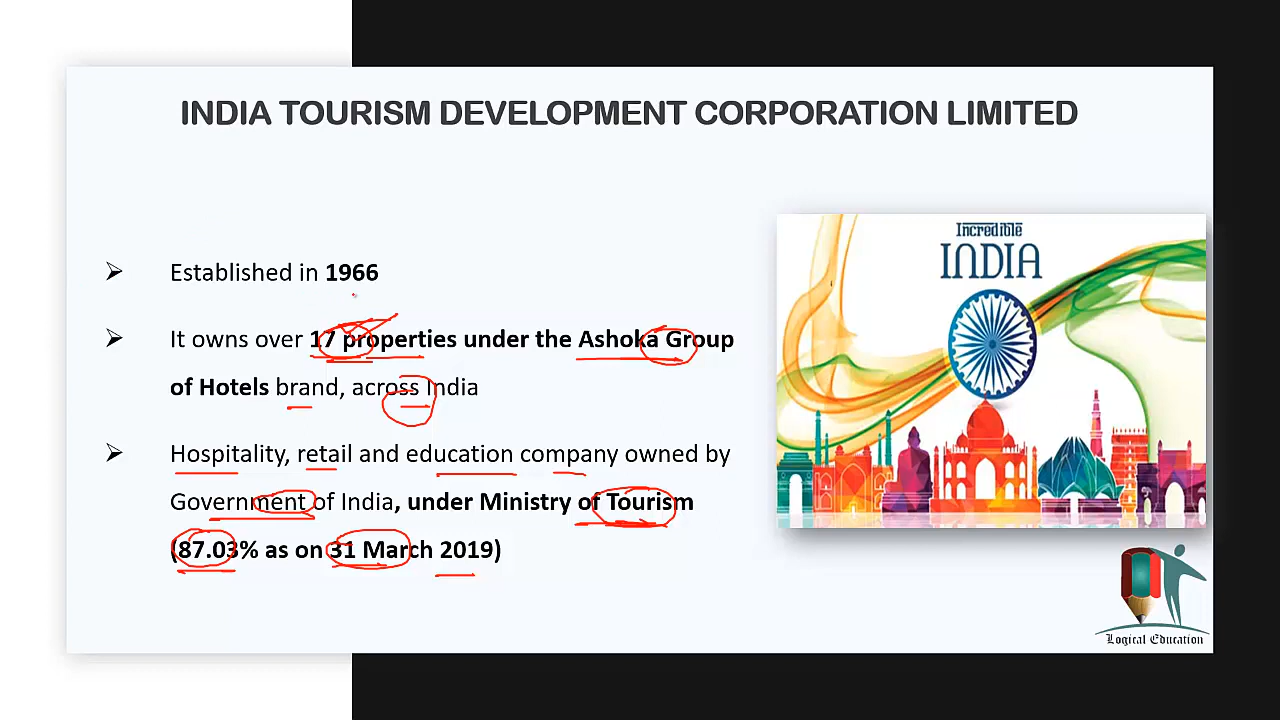 INDIA TOURISM DEVELOPMENT CORPORATION LIMITED
Established in 1966
It owns over 17 properties under the Ashoka Group
of Hotels brand, across India
Hospitality, retail and education company owned by
Government of India, under Ministry of Tourism
(87.03% as on 31 March 2019)
Incredible
INDIA
Logical Education